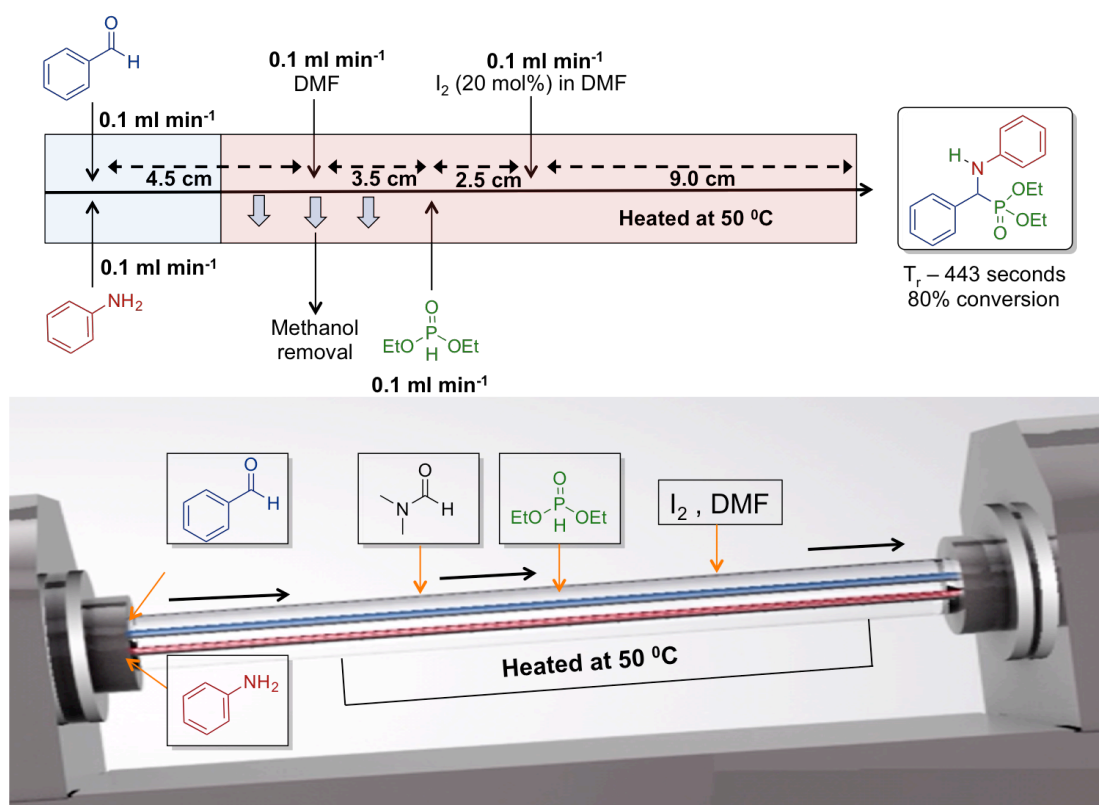 O
H
0.1 ml min-1
DMF
0.1 ml min-1
I2 (20 mol%) in DMF
0.1 ml min-1
4.5 cm
3.5 cm
2.5 cm
9.0 cm
Heated at 50 0C
0.1 ml min-1
NH2
Methanol
removal
O
EtO P OEt
H
0.1 ml min-1
H N
P OEt
OEt
O
Tr – 443 seconds
80% conversion
O
H
O
N H
O
EtO P OEt
H
I2 , DMF
Heated at 50 0C
NH2